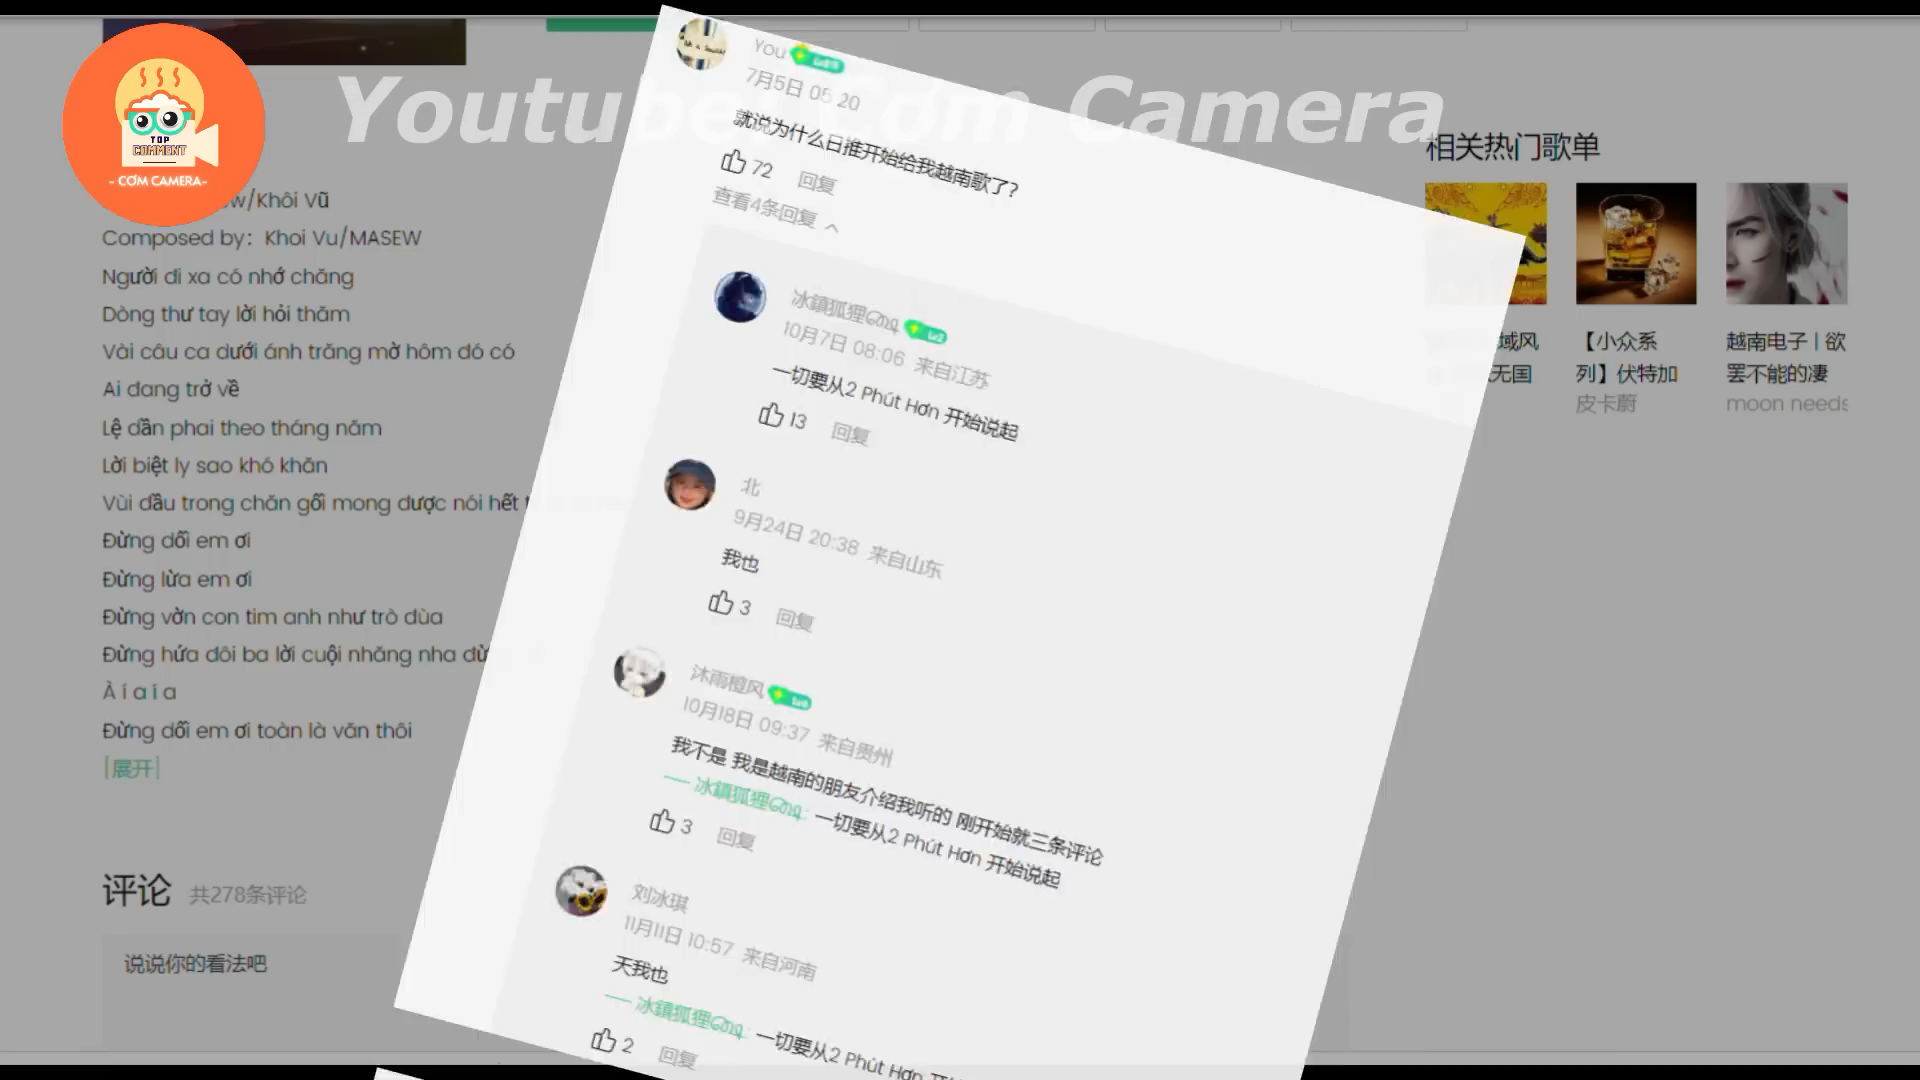 Youtube: Cơm Camera
TOP
COMMENT
- CƠM CAMERA-
w/Khôi Vũ
Composed by：Khoi Vu/MASEW
Người đi xa có nhớ chăng
Dòng thư tay lời hỏi thăm
Vài câu ca dưới ánh trăng mờ hôm đó có
Ai đang trở về
Lệ dần phai theo tháng năm
Lời biệt ly sao khó khăn
Vùi đầu trong chăn gối mong được nói hết
Đừng dối em ơi
Đừng lừa em ơi
Đừng vờn con tim anh như trò đùa
Đừng hứa đôi ba lời cuội nhăng nha
À í a í a
Đừng dối em ơi toàn là văn thôi
[展开]
评论 共278条评论
说说你的看法吧
You
7月5日 05:20
就说为什么日推开始给我越南歌了?
72 回复
查看4条回复
冰鎮狐狸
10月7日 08:06 来自江苏
一切要从2 Phút Hơn 开始说起
13 回复
北
9月24日 20:38 来自山东
我也
3 回复
沐雨橙风
10月18日 09:37 来自贵州
我不是 我是越南的朋友介绍我听的 刚开始就三条评论
—— 冰鎮狐狸 : 一切要从2 Phút Hơn 开始说起
3 回复
刘冰琪
11月11日 10:57 来自河南
天我也
—— 冰鎮狐狸 : 一切要从2 Phút Hơn
2 回复
相关热门歌单
域风
无国
【小众系
列】伏特加
皮卡蔚
越南电子 | 欲
罢不能的凄
moon needs